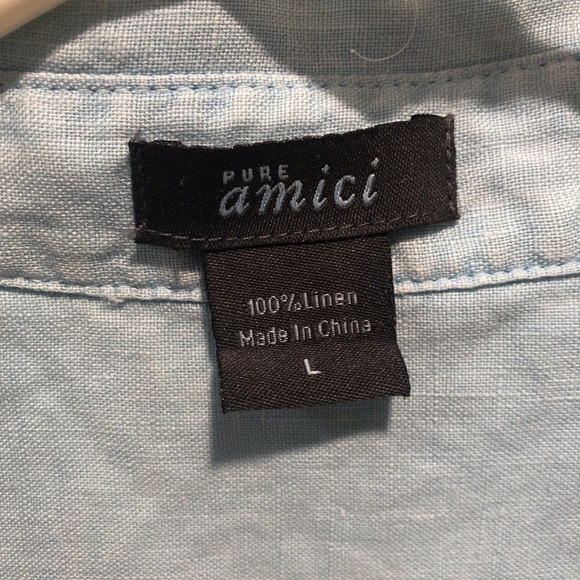 PURE
amici
100%Linen
Made In China
L